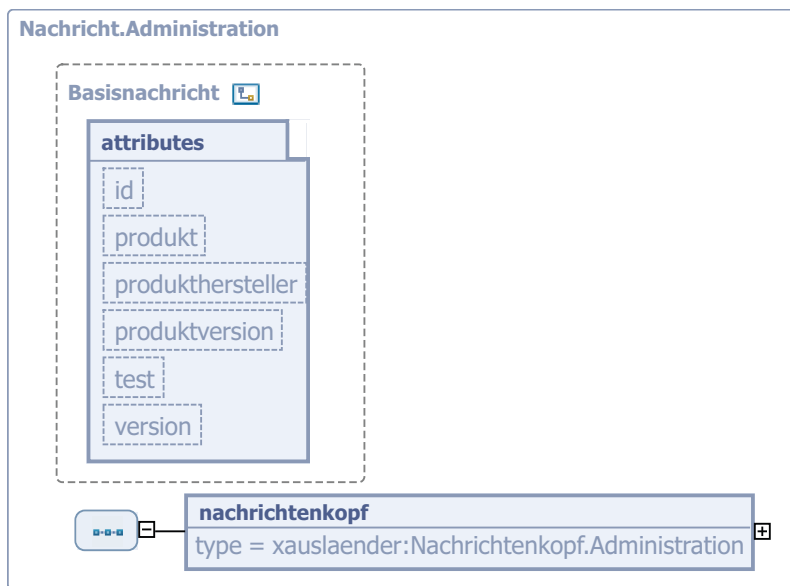 Nachricht.Administration
Basisnachricht
attributes
id
produkt
produkthersteller
produktversion
test
version
nachrichtenkopf
type = xauslaender:Nachrichtenkopf.Administration